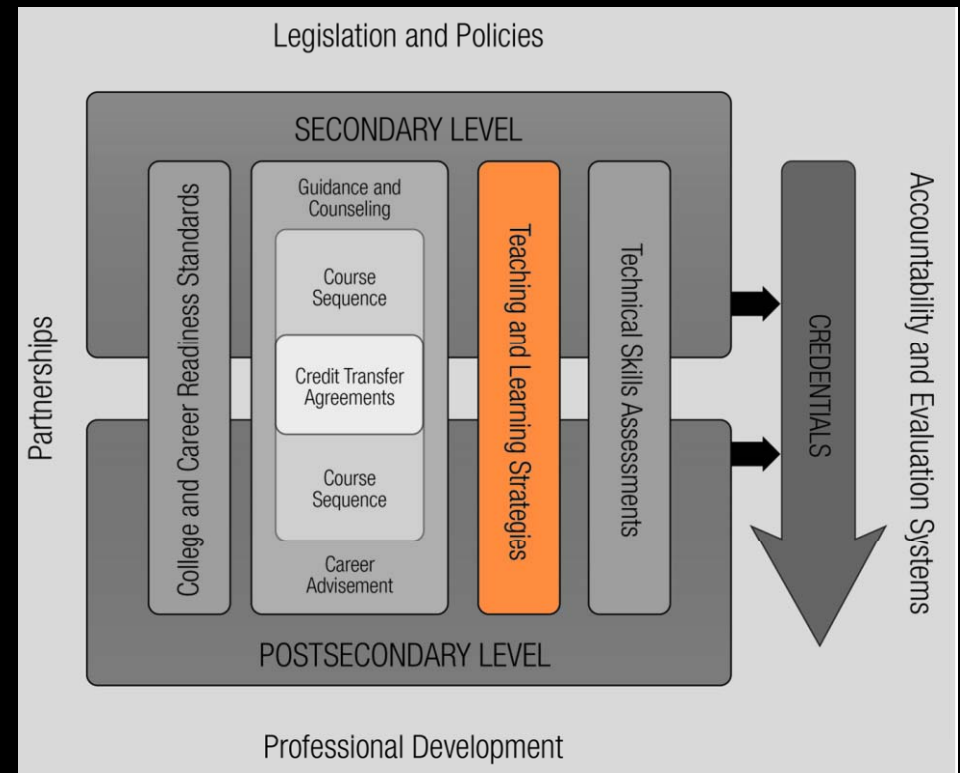 Legislation and Policies
SECONDARY LEVEL
Partnerships
College and Career Readiness Standards
Guidance and
Counseling
Course
Sequence
Credit Transfer
Agreements
Course
Sequence
Career
Advisement
Teaching and Learning Strategies
Technical Skills Assessments
CREDENTIALS
Accountability and Evaluation Systems
POSTSECONDARY LEVEL
Professional Development